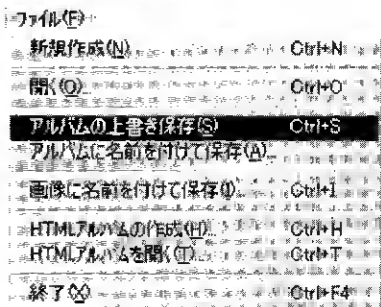 ファイル(F)
新規作成(N) Ctrl+N
開く(O)... Ctrl+O
アルバムの上書き保存(S) Ctrl+S
アルバムに名前を付けて保存(A)...
画像に名前を付けて保存(I)... Ctrl+I
HTMLアルバムの作成(H)... Ctrl+H
HTMLアルバムを開く(T)... Ctrl+T
終了(X) Ctrl+F4